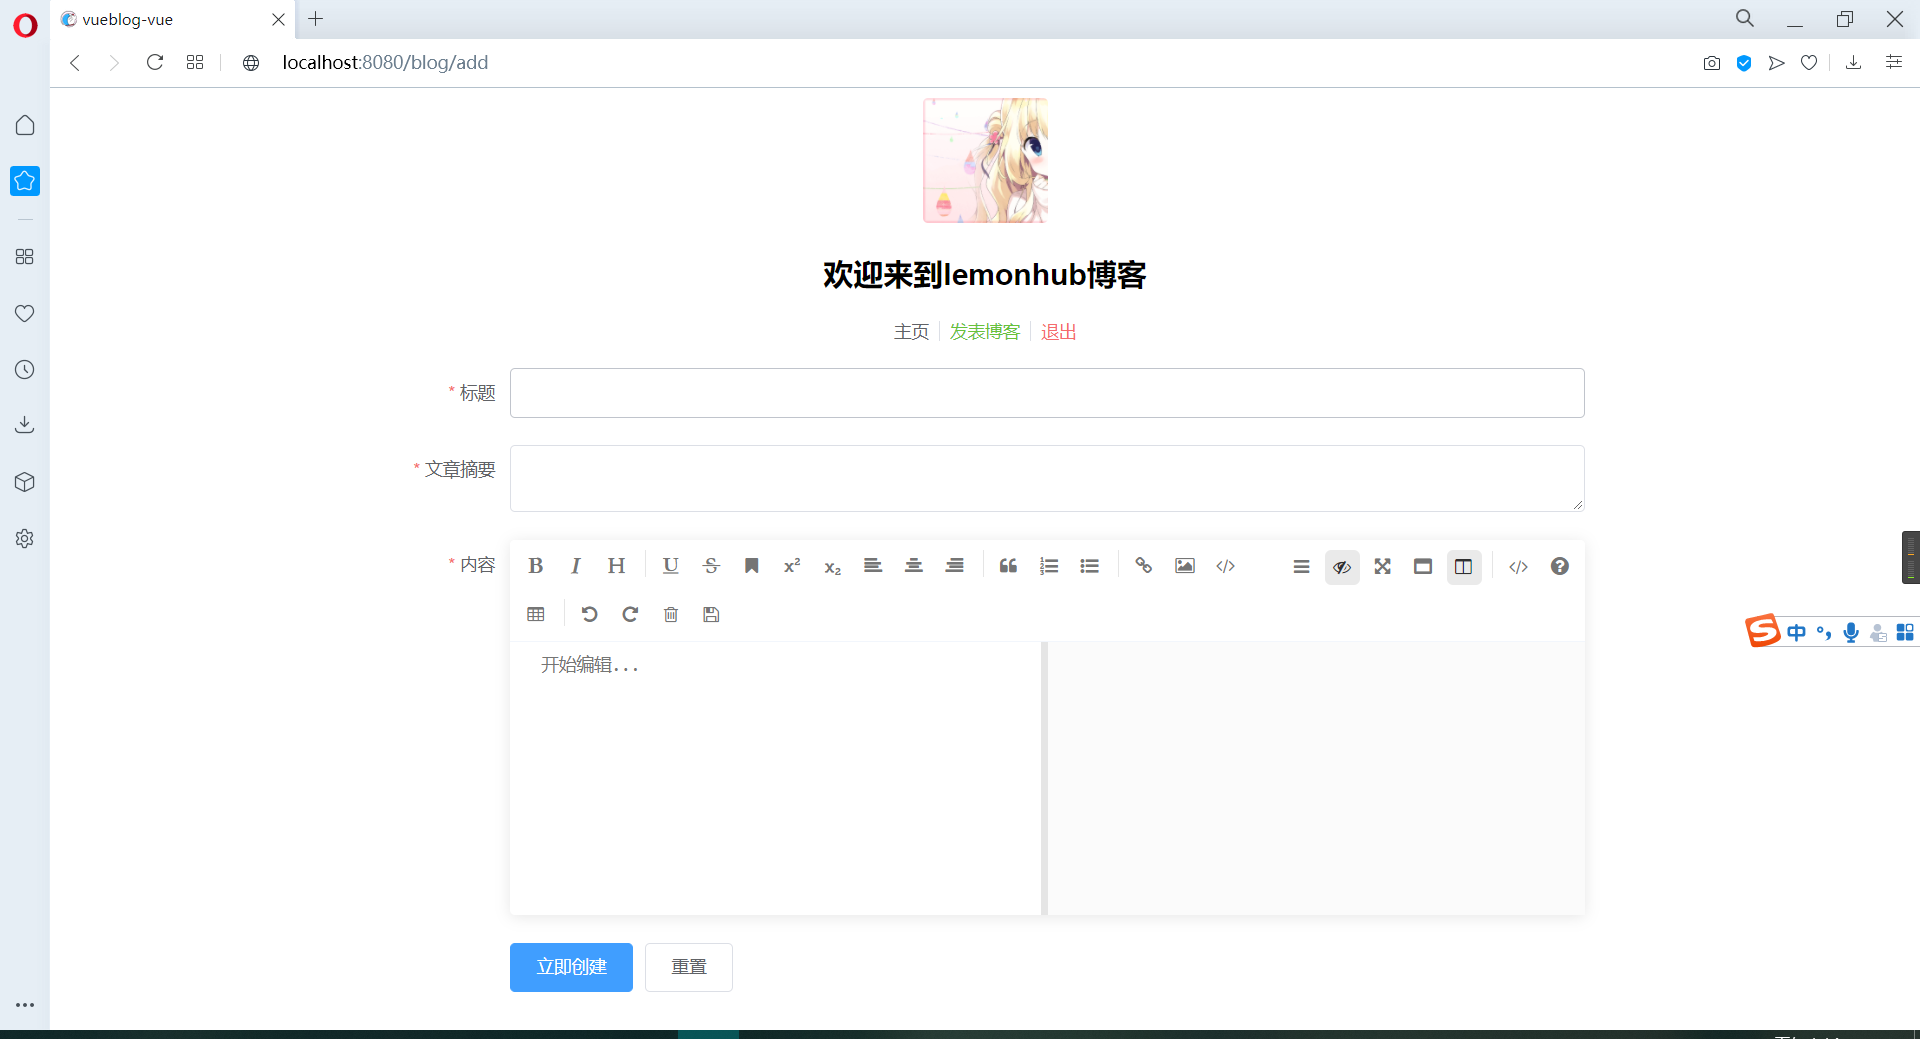 vueblog-vue
localhost:8080/blog/add
欢迎来到lemonhub博客
主页 发表博客 退出
* 标题
* 文章摘要
* 内容
B I H U S x² x₂
开始编辑...
中
立即创建 重置